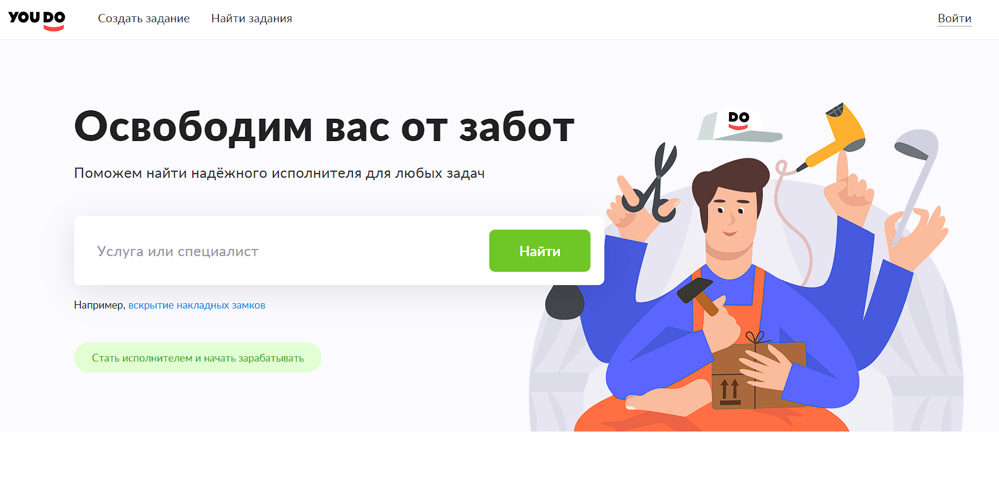 YOU DO
Создать задание
Найти задания
Войти
Освободим вас от забот
Поможем найти надёжного исполнителя для любых задач
Услуга или специалист
Найти
Например, вскрытие накладных замков
Стать исполнителем и начать зарабатывать
DO